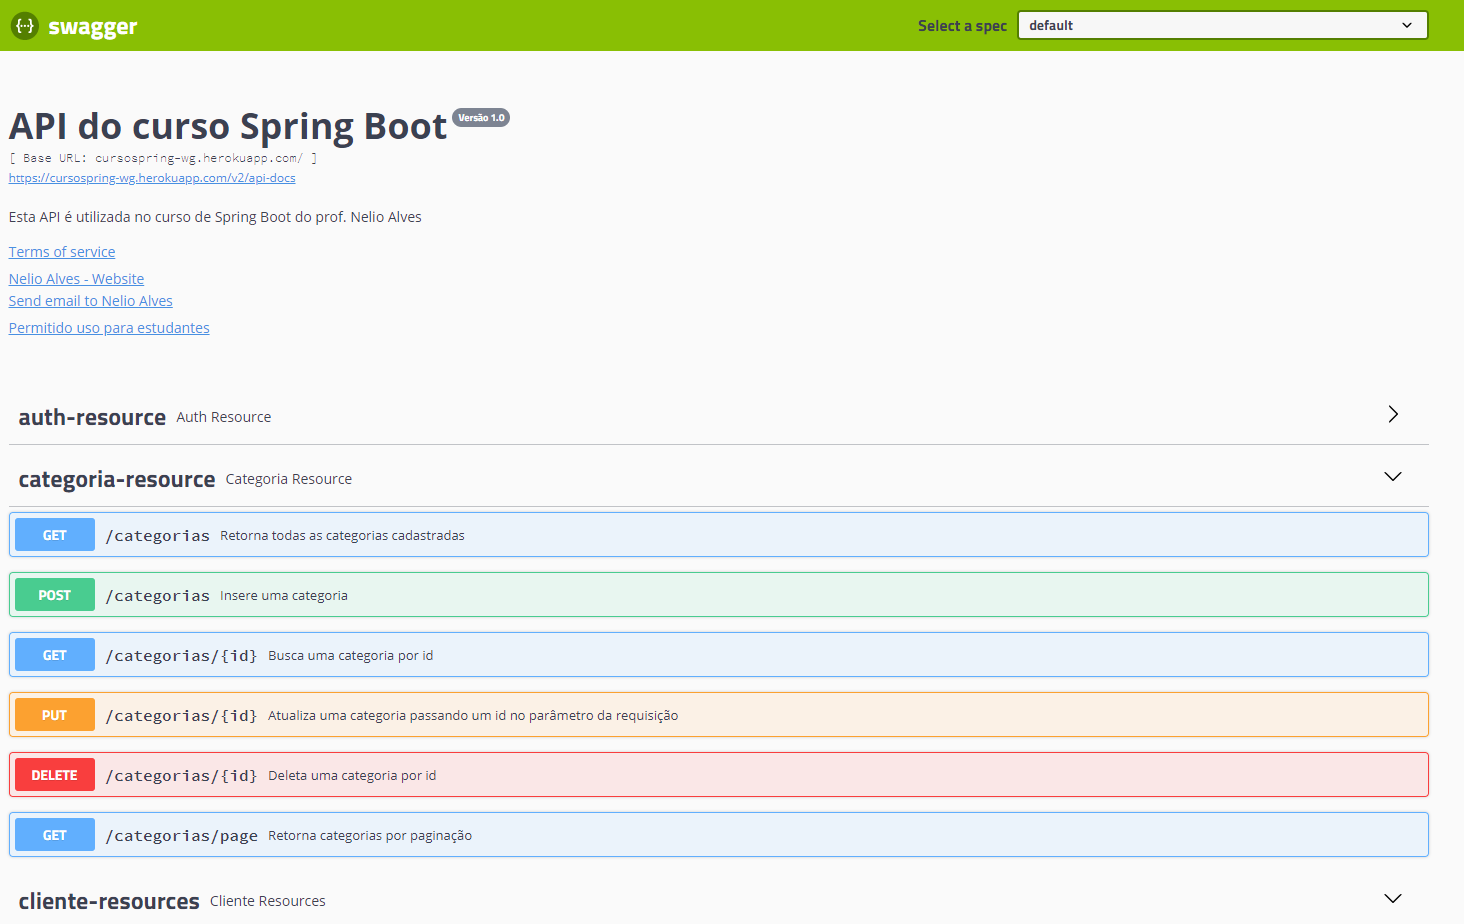 {···} swagger Select a spec default
API do curso Spring Boot Versão 1.0
[ Base URL: cursospring-wg.herokuapp.com/ ]
https://cursospring-wg.herokuapp.com/v2/api-docs
Esta API é utilizada no curso de Spring Boot do prof. Nelio Alves
Terms of service
Nelio Alves - Website
Send email to Nelio Alves
Permitido uso para estudantes
auth-resource Auth Resource
categoria-resource Categoria Resource
GET /categorias Retorna todas as categorias cadastradas
POST /categorias Insere uma categoria
GET /categorias/{id} Busca uma categoria por id
PUT /categorias/{id} Atualiza uma categoria passando um id no parâmetro da requisição
DELETE /categorias/{id} Deleta uma categoria por id
GET /categorias/page Retorna categorias por paginação
cliente-resources Cliente Resources